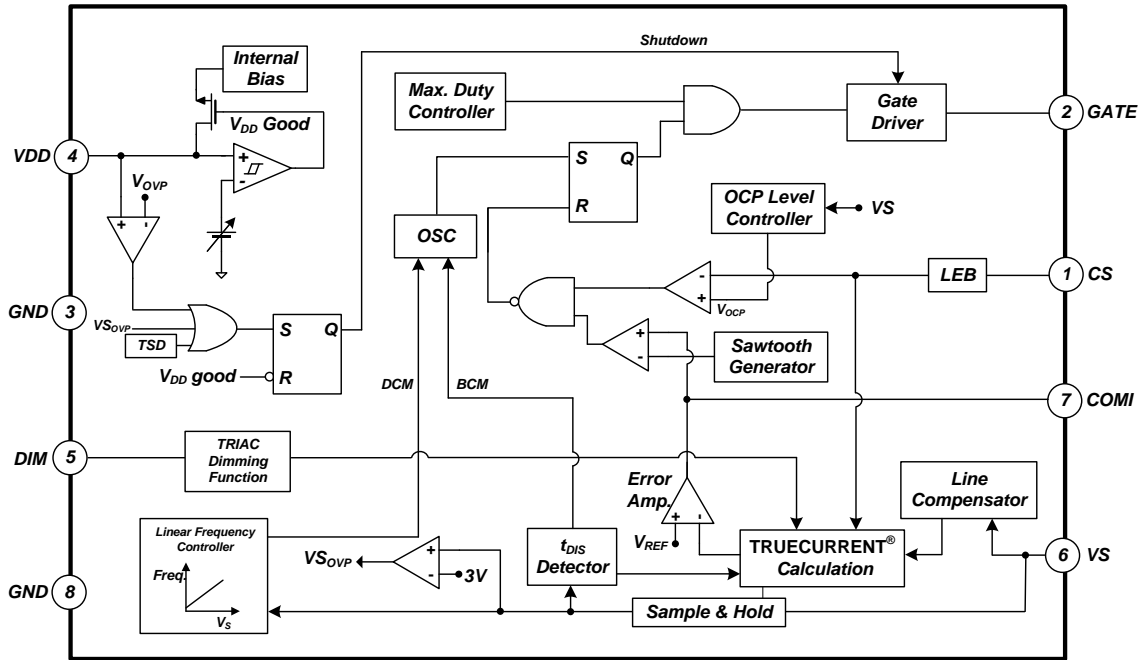 Shutdown
Internal
Bias
Max. Duty
Controller
Gate
Driver
2 GATE
VDD Good
VDD 4
+
-
VOVP
+ -
S Q
R
OSC
OCP Level
Controller
VS
LEB
1 CS
-
+
VOCP
GND 3
VSOVP
TSD
S Q
R
VDD good
+
-
Sawtooth
Generator
DCM
BCM
7 COMI
DIM 5
TRIAC
Dimming
Function
Error
Amp.
+ -
VREF
Line
Compensator
Linear Frequency
Controller
Freq.
VS
VSOVP
+
-
3V
tDIS
Detector
TRUECURRENT®
Calculation
6 VS
GND 8
Sample & Hold